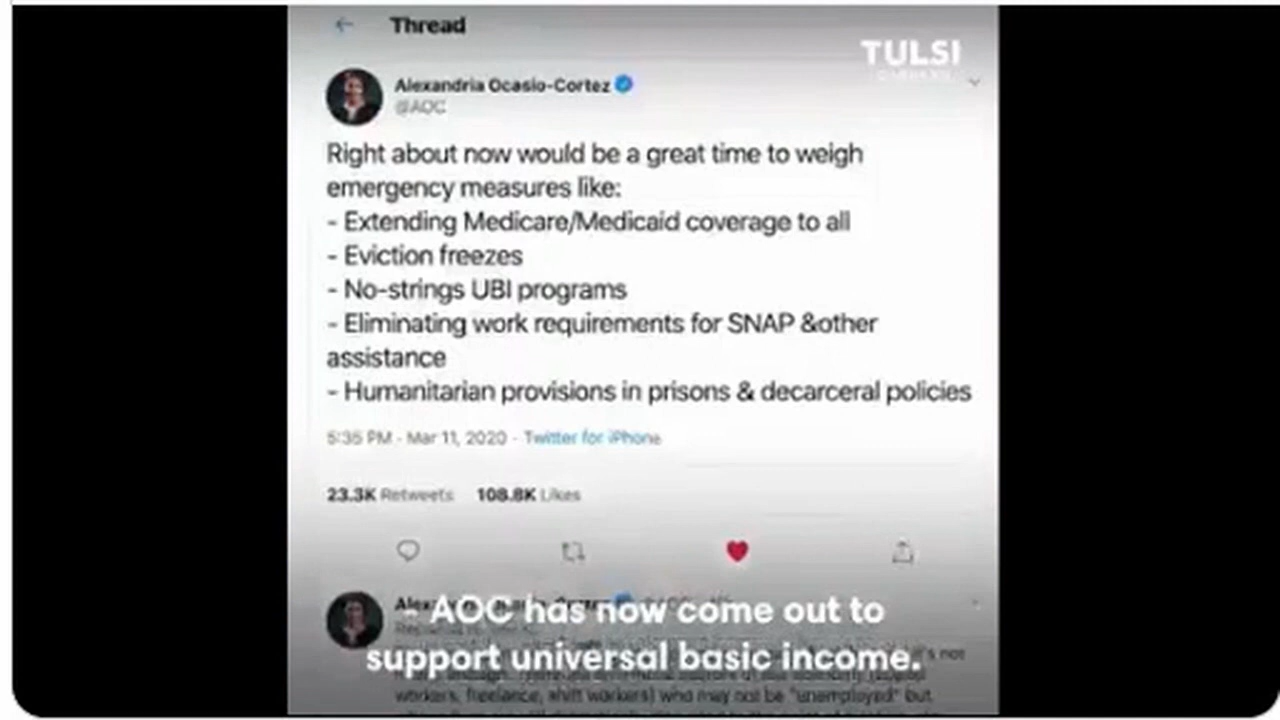 Thread
TULSI
Alexandria Ocasio-Cortez
@AOC
Right about now would be a great time to weigh
emergency measures like:
- Extending Medicare/Medicaid coverage to all
- Eviction freezes
- No-strings UBI programs
- Eliminating work requirements for SNAP &other
assistance
- Humanitarian provisions in prisons & decarceral policies
5:35 PM - Mar 11, 2020 - Twitter for iPhone
23.3K Retweets 108.8K Likes
- AOC has now come out to
support universal basic income.
workers, freelance, shift workers) who may not be "unemployed" but